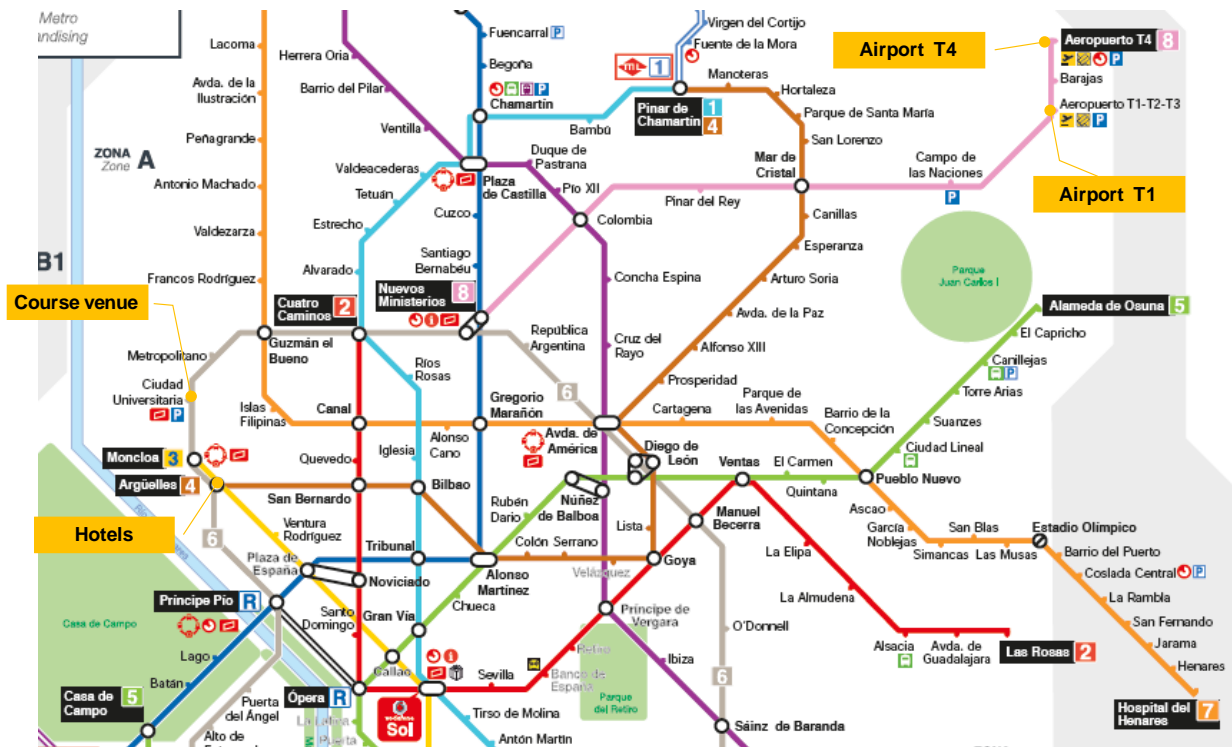 Metro
andising
Lacoma
Avda. de la
Ilustración
Peñagrande
Antonio Machado
Valdezarza
Francos Rodríguez
ZONA
Zone
A
B1
Herrera Oria
Barrio del Pilar
Ventilla
Valdeacederas
Tetuán
Estrecho
Alvarado
Fuencarral P
Begoña
P
Chamartín
Plaza
de Castilla
Cuzco
Santiago
Bernabéu
Bambú
Duque de
Pastrana
Pío XII
Colombia
Concha Espina
Cruz del
Rayo
República
Argentina
ML 1
Virgen del Cortijo
Fuente de la Mora
Pinar de
Chamartín
1
4
Manoteras
Hortaleza
Parque de Santa María
San Lorenzo
Mar de
Cristal
Pinar del Rey
Canillas
Esperanza
Arturo Soria
Avda. de la Paz
Alfonso XIII
Prosperidad
Campo de
las Naciones
P
Airport T4
Aeropuerto T4 8
P
Barajas
Aeropuerto T1-T2-T3
P
Airport T1
Parque
Juan Carlos I
Course venue
Cuatro
Caminos
2
Nuevos
Ministerios
8
Metropolitano
Guzmán el
Bueno
Ciudad
Universitaria
P
Islas
Filipinas
Canal
Ríos
Rosas
Alonso
Cano
Gregorio
Marañón
6
Avda. de
América
Cartagena
Parque de
las Avenidas
Barrio de la
Concepción
Alameda de Osuna 5
El Capricho
Canillejas
P
Torre Arias
Suanzes
Ciudad Lineal
Pueblo Nuevo
Moncloa 3
Argüelles 4
Hotels
Quevedo
Iglesia
San Bernardo
Bilbao
Ventura
Rodríguez
6
Plaza de
España
Noviciado
Tribunal
Alonso
Martínez
Rubén
Darío
Núñez
de Balboa
Diego de
León
Ventas
El Carmen
Quintana
Colón
Serrano
Velázquez
Lista
Goya
Manuel
Becerra
Ascao
García
Noblejas
Simancas
San Blas
Las Musas
Estadio Olímpico
Barrio del Puerto
Coslada Central P
La Rambla
San Fernando
Jarama
Henares
Hospital del
Henares
7
La Elipa
La Almudena
Alsacia
Avda. de
Guadalajara
Las Rosas 2
O'Donnell
6
Príncipe de
Vergara
Ibiza
Sáinz de Baranda
Príncipe Pío R
Casa de Campo
Lago
Batán
Casa de
Campo
5
Puerta
del Ángel
Alto de
Santo
Domingo
Gran Vía
Chueca
Callao
Ópera R
Sevilla
Banco de
España
Retiro
Parque
del Retiro
Sol
Tirso de Molina
Antón Martín
La Latina
Puerta